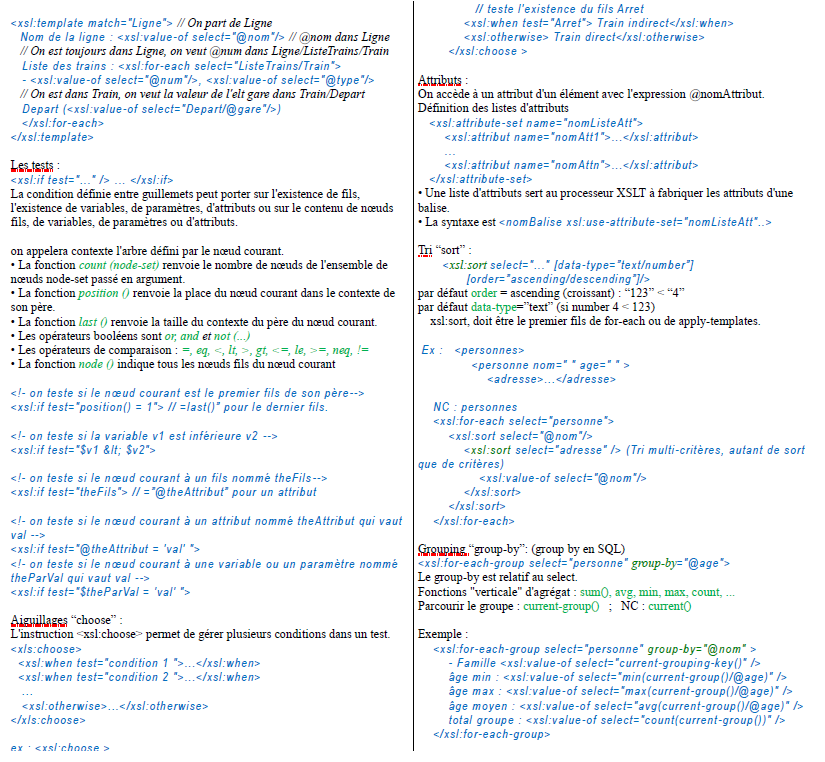 <xsl:template match="Ligne"> // On part de Ligne
Nom de la ligne : <xsl:value-of select="@nom"/> // @nom dans Ligne
// On est toujours dans Ligne, on veut @num dans Ligne/ListeTrains/Train
Liste des trains : <xsl:for-each select="ListeTrains/Train">
- <xsl:value-of select="@num"/>, <xsl:value-of select="@type"/>
// On est dans Train, on veut la valeur de l'elt gare dans Train/Depart
Depart (<xsl:value-of select="Depart/@gare"/>)
</xsl:for-each>
</xsl:template>
Les tests :
<xsl:if test="..." /> ... </xsl:if>
La condition définie entre guillemets peut porter sur l'existence de fils,
l'existence de variables, de paramètres, d'attributs ou sur le contenu de nœuds
fils, de variables, de paramètres ou d'attributs.
on appelera contexte l'arbre défini par le nœud courant.
• La fonction count (node-set) renvoie le nombre de nœuds de l'ensemble de
nœuds node-set passé en argument.
• La fonction position () renvoie la place du nœud courant dans le contexte de
son père.
• La fonction last () renvoie la taille du contexte du père du nœud courant.
• Les opérateurs booléens sont or, and et not (...)
• Les opérateurs de comparaison : =, eq, <, lt, >, gt, <=, le, >=, neq, !=
• La fonction node () indique tous les nœuds fils du nœud courant
<!- on teste si le nœud courant est le premier fils de son père-->
<xsl:if test="position() = 1"> // =last()" pour le dernier fils.
<!- on teste si la variable v1 est infèrieure v2 -->
<xsl:if test="$v1 &lt; $v2">
<!- on teste si le nœud courant à un fils nommé theFils-->
<xsl:if test="theFils"> // ="@theAttribut" pour un attribut
<!- on teste si le nœud courant à un attribut nommé theAttribut qui vaut
val -->
<xsl:if test="@theAttribut = 'val' ">
<!- on teste si le nœud courant à une variable ou un paramètre nommé
theParVal qui vaut val -->
<xsl:if test="$theParVal = 'val' ">
Aiguillages “choose” :
L'instruction <xsl:choose> permet de gérer plusieurs conditions dans un test.
<xls:choose>
<xsl:when test="condition 1 ">...</xsl:when>
<xsl:when test="condition 2 ">...</xsl:when>
...
<xsl:otherwise>...</xsl:otherwise>
</xls:choose>
ex : <xsl:choose >
// teste l'existence du fils Arret
<xsl:when test="Arret"> Train indirect</xsl:when>
<xsl:otherwise> Train direct</xsl:otherwise>
</xsl:choose >
Attributs :
On accède à un attribut d'un élément avec l'expression @nomAttribut.
Définition des listes d'attributs
<xsl:attribute-set name="nomListeAtt">
<xsl:attribut name="nomAtt1">...</xsl:attribut>
...
<xsl:attribut name="nomAttn">...</xsl:attribut>
</xsl:attribute-set>
• Une liste d'attributs sert au processeur XSLT à fabriquer les attributs d'une
balise.
• La syntaxe est <nomBalise xsl:use-attribute-set="nomListeAtt"..>
Tri “sort” :
<xsl:sort select="..." [data-type="text/number"]
[order="ascending/descending"]/>
par défaut order = ascending (croissant) : “123” < “4”
par défaut data-type=”text” (si number 4 < 123)
xsl:sort, doit être le premier fils de for-each ou de apply-templates.
Ex : <personnes>
<personne nom=" " age=" " >
<adresse>...</adresse>
NC : personnes
<xsl:for-each select="personne">
<xsl:sort select="@nom"/>
<xsl:sort select="adresse" /> (Tri multi-critères, autant de sort
que de critères)
<xsl:value-of select="@nom"/>
</xsl:sort>
</xsl:sort>
</xsl:for-each>
Grouping “group-by”: (group by en SQL)
<xsl:for-each-group select="personne" group-by="@age">
Le group-by est relatif au select.
Fonctions "verticale" d'agrégat : sum(), avg, min, max, count, ...
Parcourir le groupe : current-group() ; NC : current()
Exemple :
<xsl:for-each-group select="personne" group-by="@nom" >
- Famille <xsl:value-of select="current-grouping-key()" />
âge min : <xsl:value-of select="min(current-group()/@age)" />
âge max : <xsl:value-of select="max(current-group()/@age)" />
âge moyen : <xsl:value-of select="avg(current-group()/@age)" />
total groupe : <xsl:value-of select="count(current-group())" />
</xsl:for-each-group>